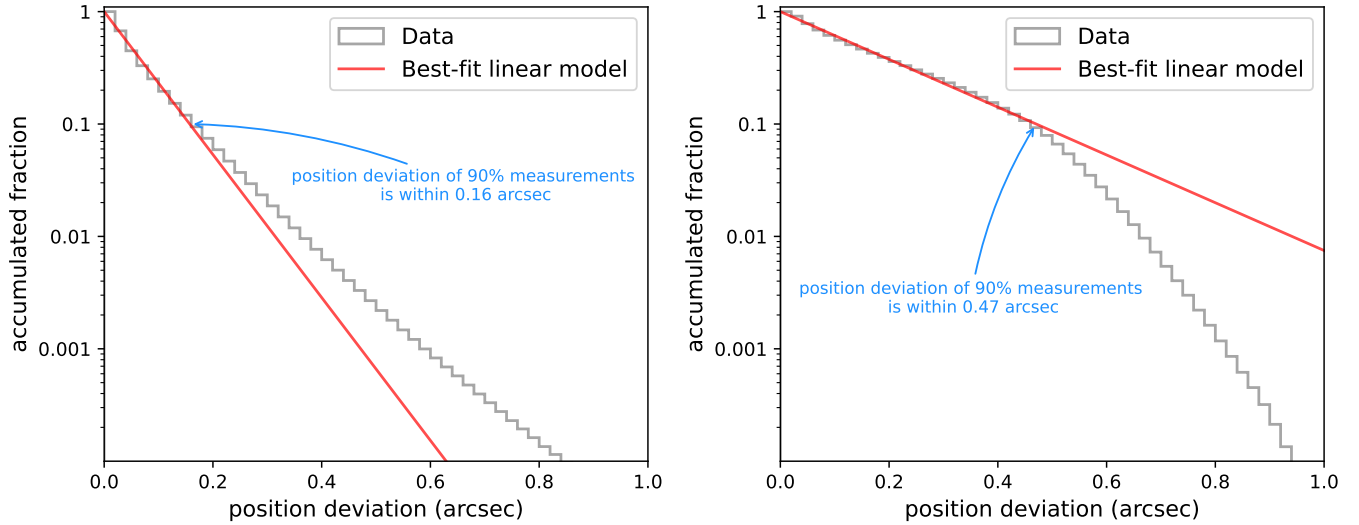 1
0.1
0.01
0.001
accumulated fraction
Data
Best-fit linear model
position deviation of 90% measurements
is within 0.16 arcsec
0.0 0.2 0.4 0.6 0.8 1.0
position deviation (arcsec)
1
0.1
0.01
0.001
accumulated fraction
Data
Best-fit linear model
position deviation of 90% measurements
is within 0.47 arcsec
0.0 0.2 0.4 0.6 0.8 1.0
position deviation (arcsec)